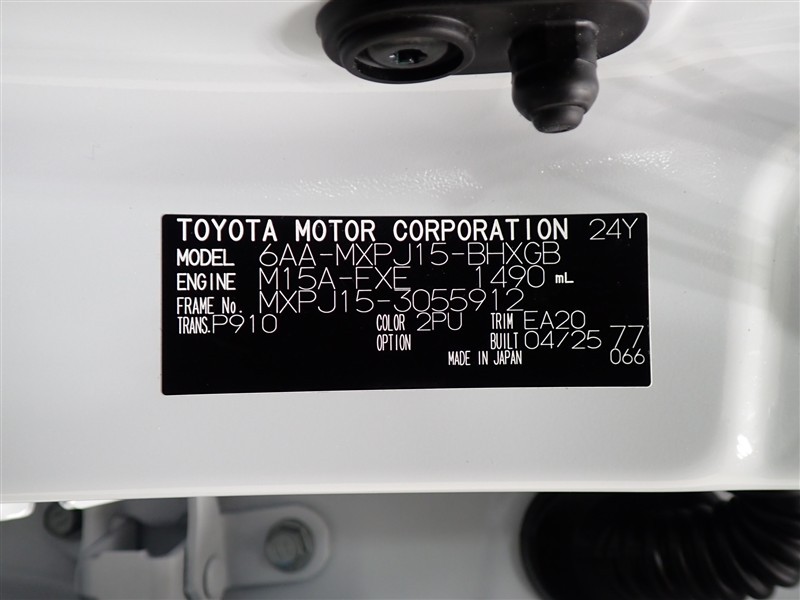 TOYOTA MOTOR CORPORATION 24Y
MODEL 6AA-MXPJ15-BHXGB
ENGINE M15A-FXE 1490 mL
FRAME No. MXPJ15-3055912
TRANS. P910 COLOR 2PU TRIM EA20
OPTION BUILT 04/25 77
MADE IN JAPAN 066